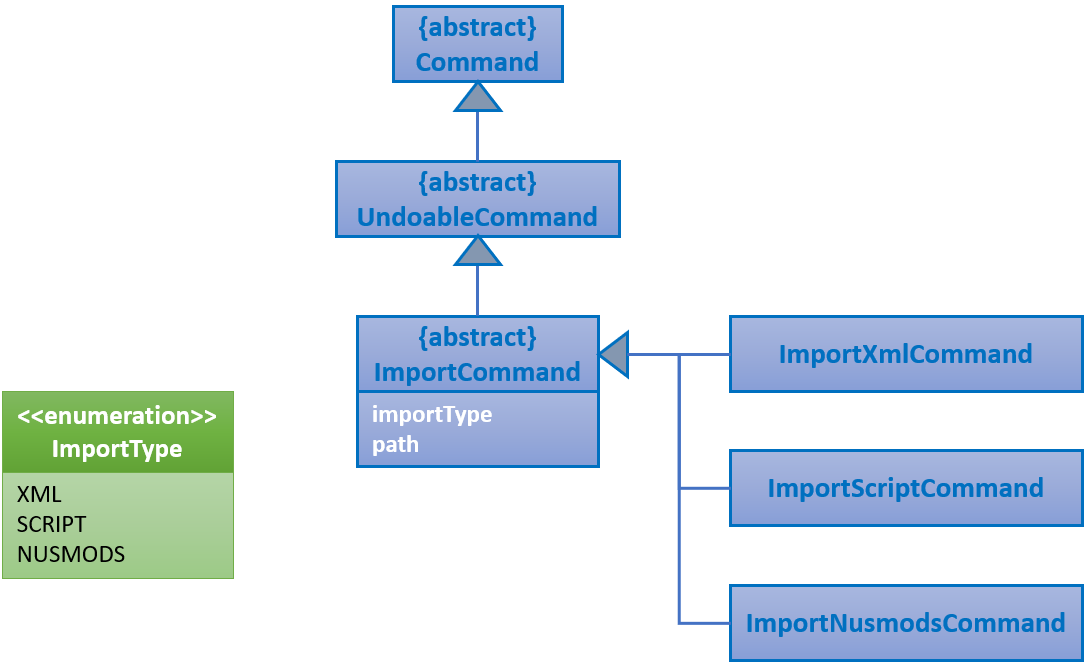 {abstract}
Command
{abstract}
UndoableCommand
{abstract}
ImportCommand
importType
path
ImportXmlCommand
ImportScriptCommand
ImportNusmodsCommand
<<enumeration>>
ImportType
XML
SCRIPT
NUSMODS